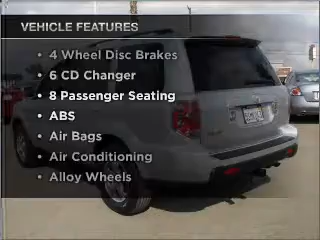 VEHICLE FEATURES
4 Wheel Disc Brakes
6 CD Changer
8 Passenger Seating
ABS
Air Bags
Air Conditioning
Alloy Wheels